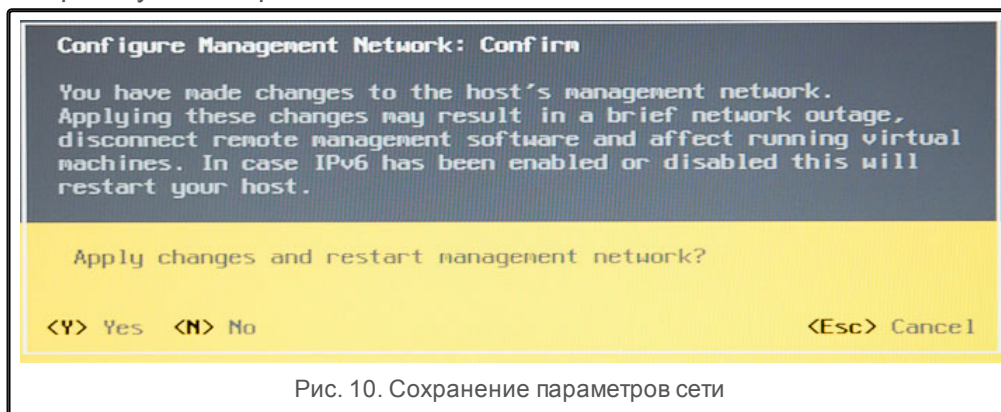 Configure Management Network: Confirm
You have made changes to the host's management network.
Applying these changes may result in a brief network outage,
disconnect remote management software and affect running virtual
machines. In case IPv6 has been enabled or disabled this will
restart your host.
Apply changes and restart management network?
<Y> Yes <N> No <Esc> Cancel
Рис. 10. Сохранение параметров сети